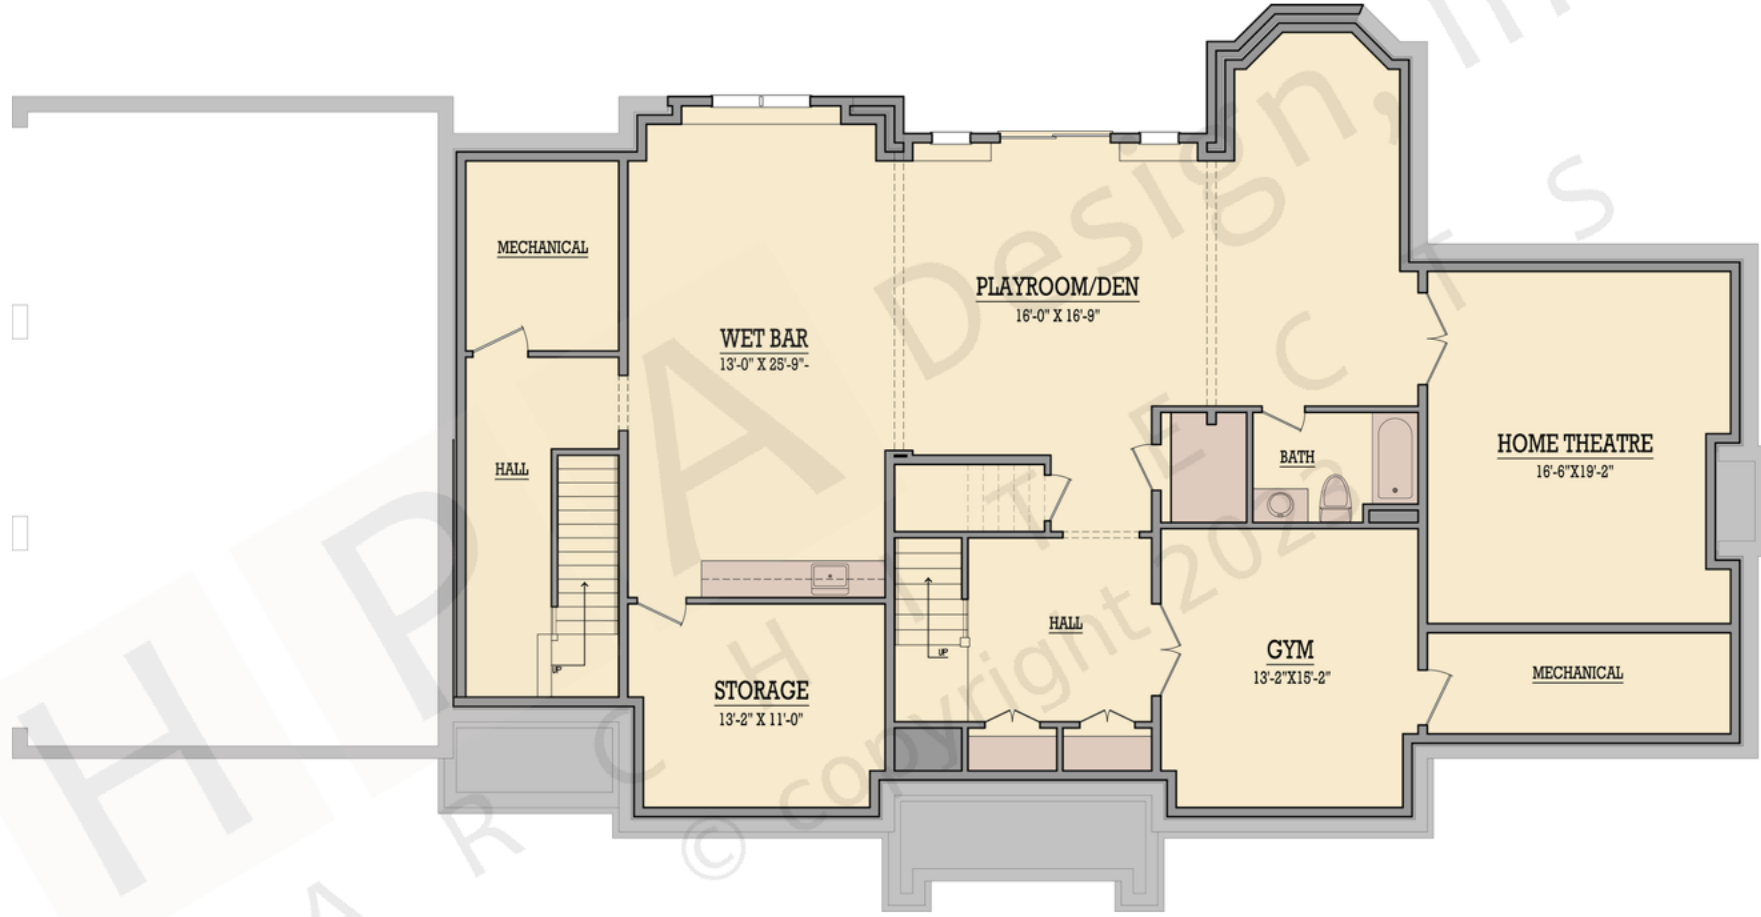 MECHANICAL
PLAYROOM/DEN
16'-0" X 16'-9"
WET BAR
13'-0" X 25'-9"-
HALL
BATH
HOME THEATRE
16'-6"X19'-2"
UP
STORAGE
13'-2" X 11'-0"
UP
HALL
GYM
13'-2"X15'-2"
MECHANICAL
HPA Design, In
ARCHITECTS
© copyright 2023